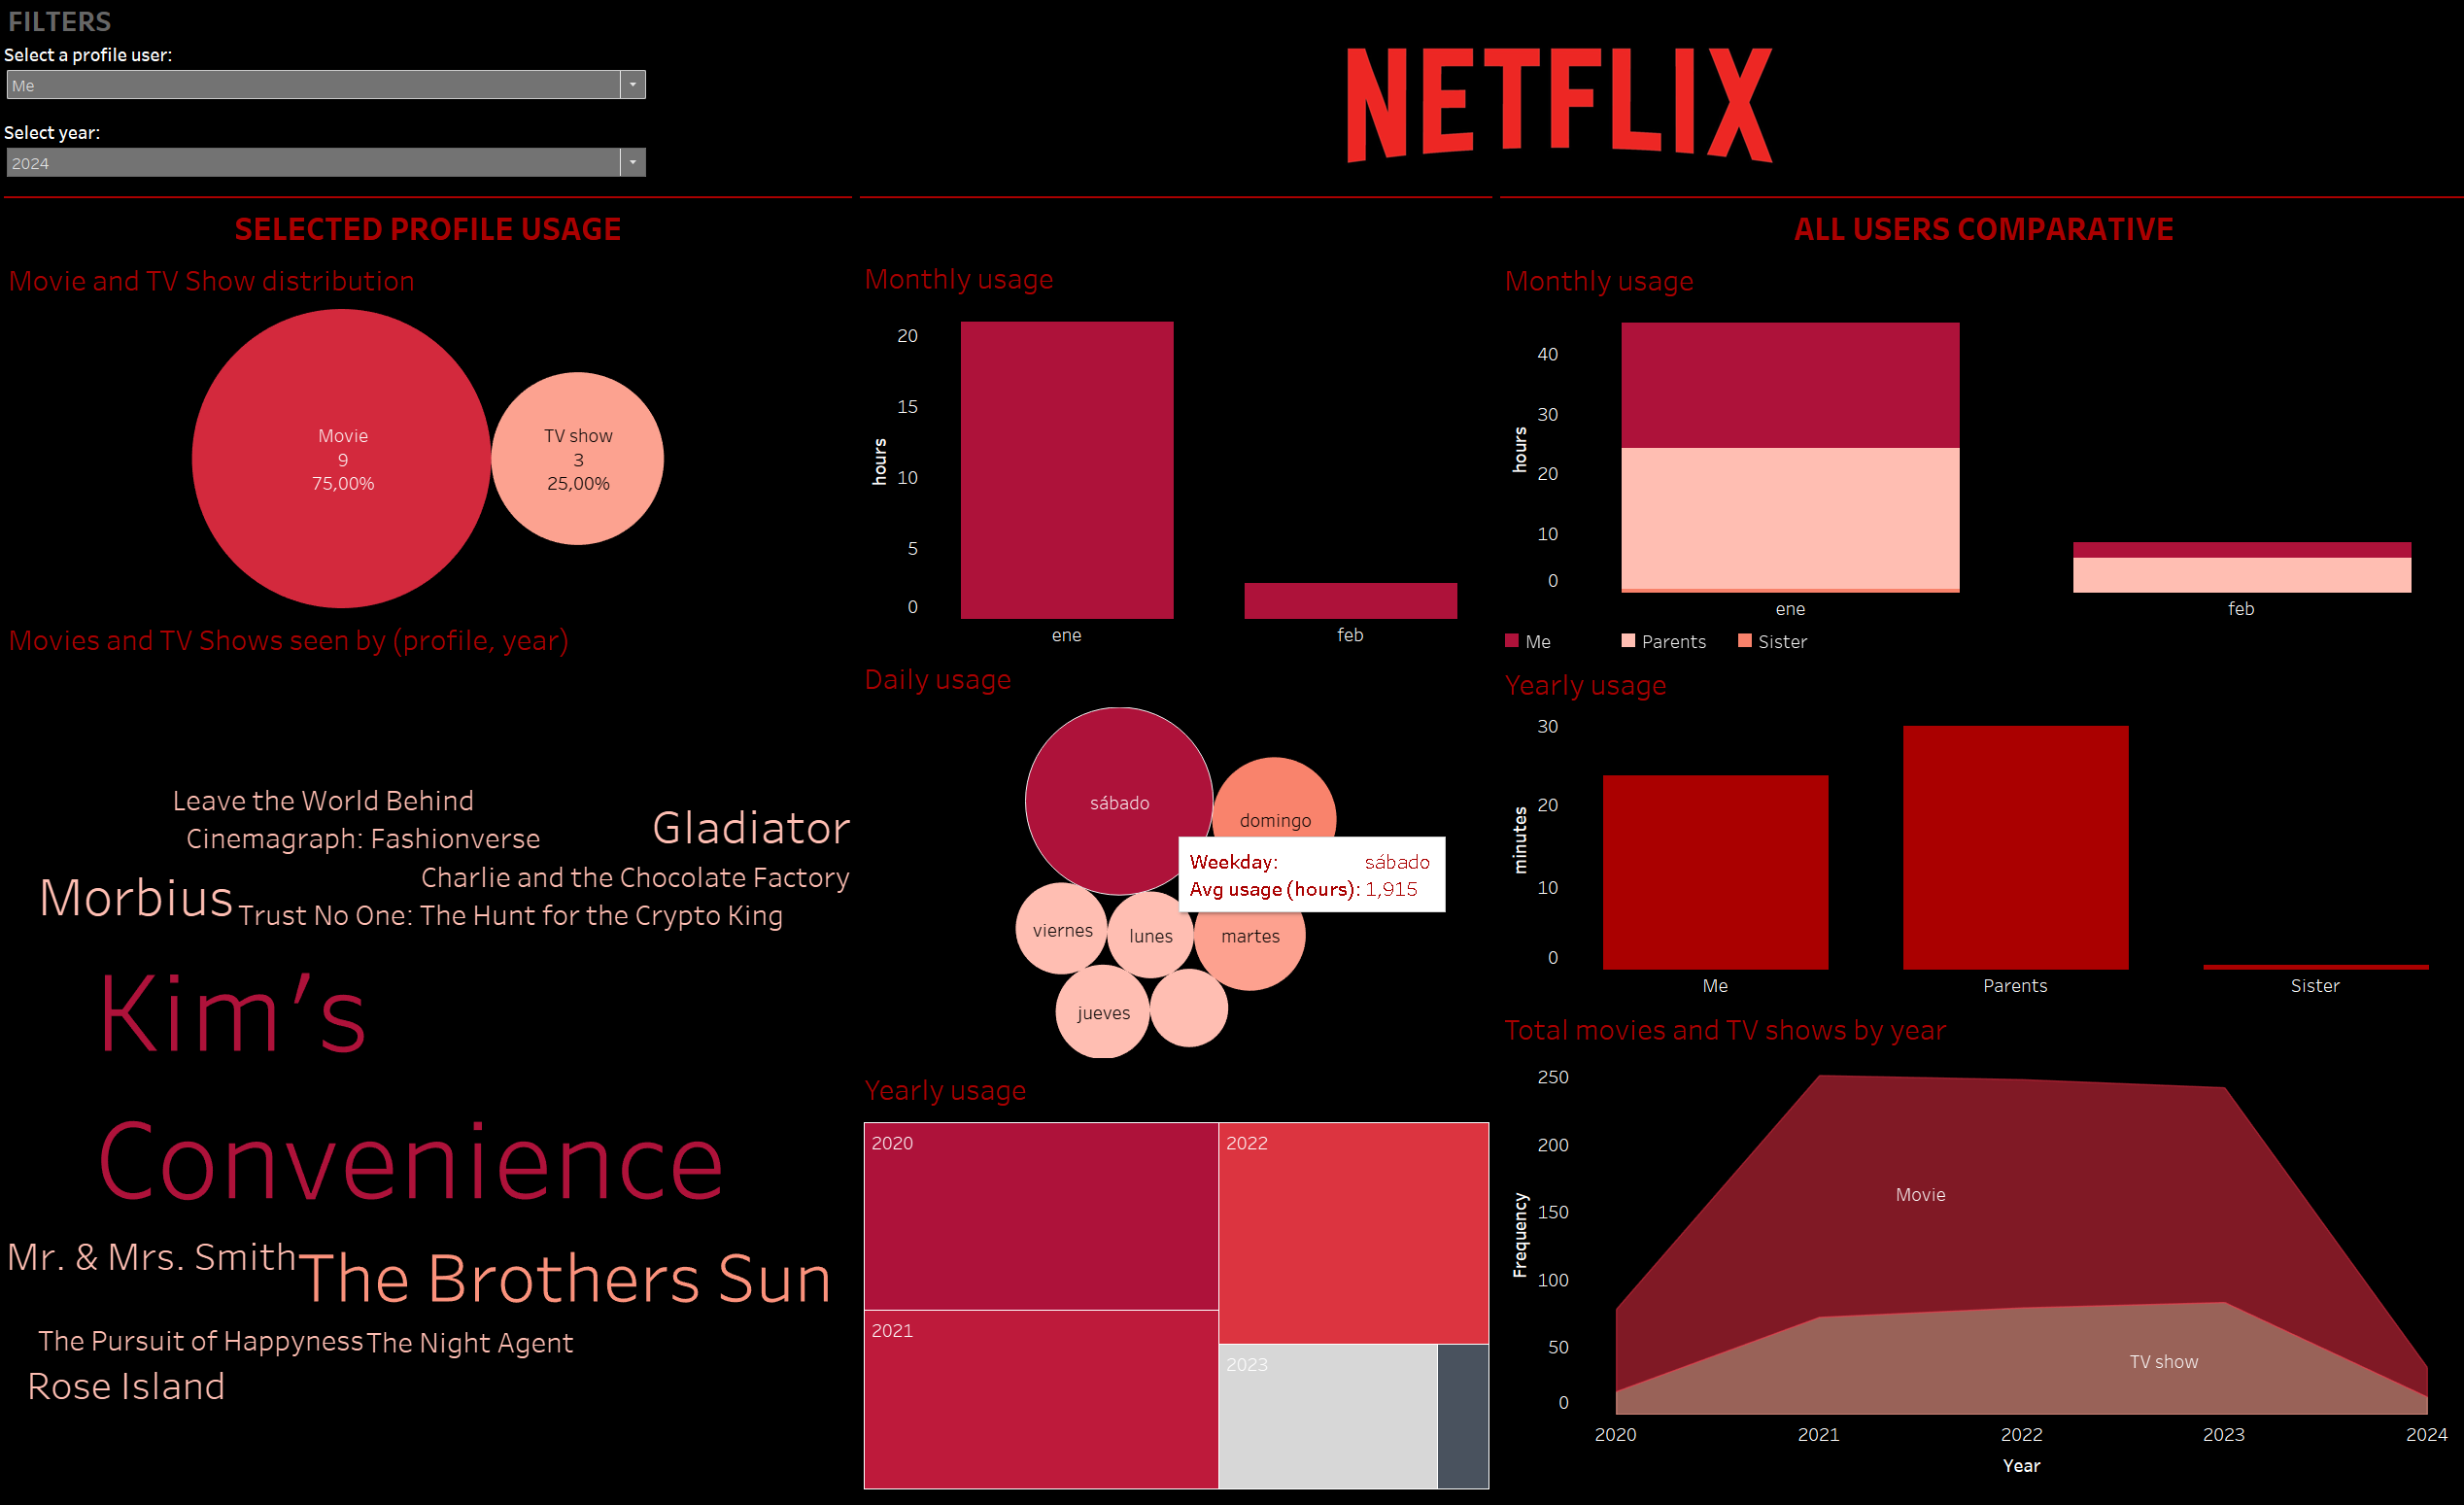 FILTERS
Select a profile user:
Me
Select year:
2024
NETFLIX
SELECTED PROFILE USAGE
Movie and TV Show distribution
Movie
9
75,00%
TV show
3
25,00%
Movies and TV Shows seen by (profile, year)
Leave the World Behind
Cinemagraph: Fashionverse
Gladiator
Charlie and the Chocolate Factory
Morbius
Trust No One: The Hunt for the Crypto King
Kim's
Convenience
Mr. & Mrs. Smith
The Brothers Sun
The Pursuit of Happyness
The Night Agent
Rose Island
Monthly usage
hours
20
15
10
5
0
ene
feb
Daily usage
sábado
domingo
Weekday: sábado
Avg usage (hours): 1,915
viernes
lunes
martes
jueves
Yearly usage
2020
2022
2021
2023
ALL USERS COMPARATIVE
Monthly usage
hours
40
30
20
10
0
ene
feb
Me
Parents
Sister
Yearly usage
minutes
30
20
10
0
Me
Parents
Sister
Total movies and TV shows by year
Frequency
250
200
150
100
50
0
Movie
TV show
2020
2021
2022
2023
2024
Year